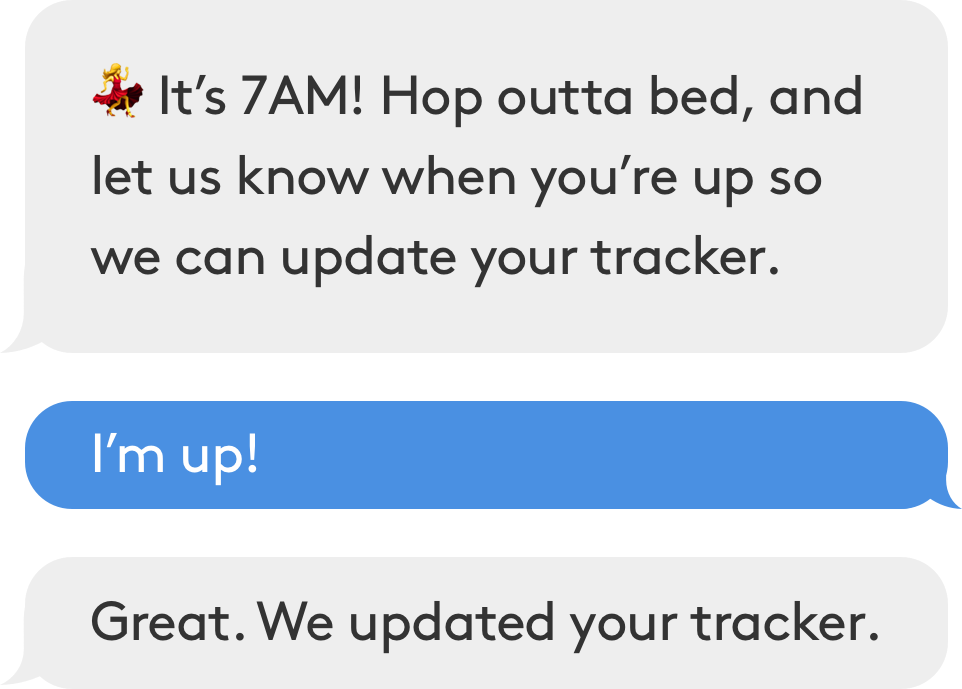 💃 It’s 7AM! Hop outta bed, and
let us know when you’re up so
we can update your tracker.
I’m up!
Great. We updated your tracker.